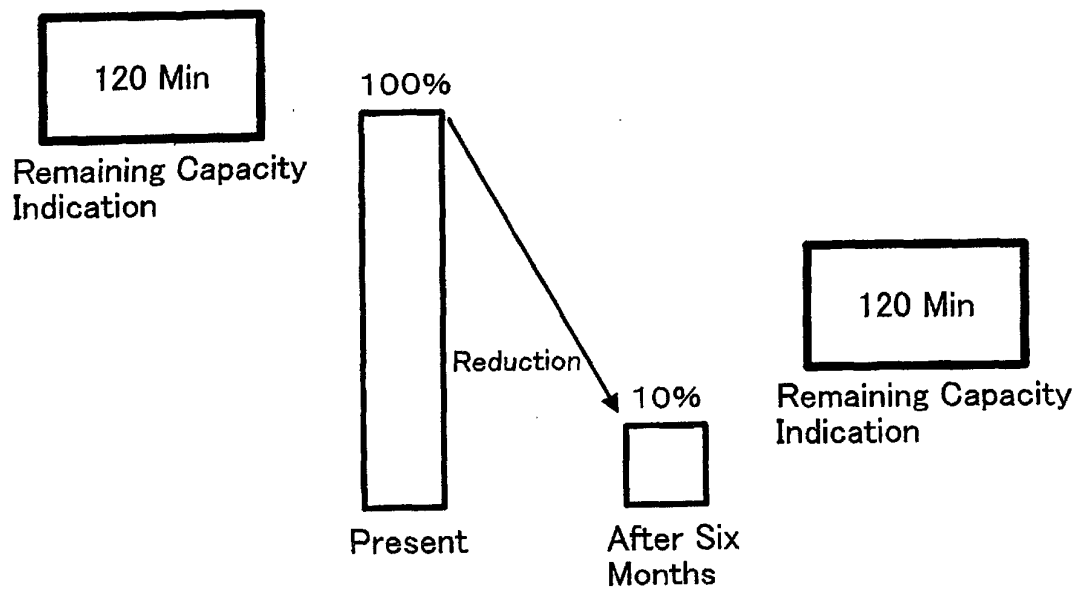 120 Min
Remaining Capacity
Indication
100%
Reduction
Present
10%
After Six
Months
120 Min
Remaining Capacity
Indication